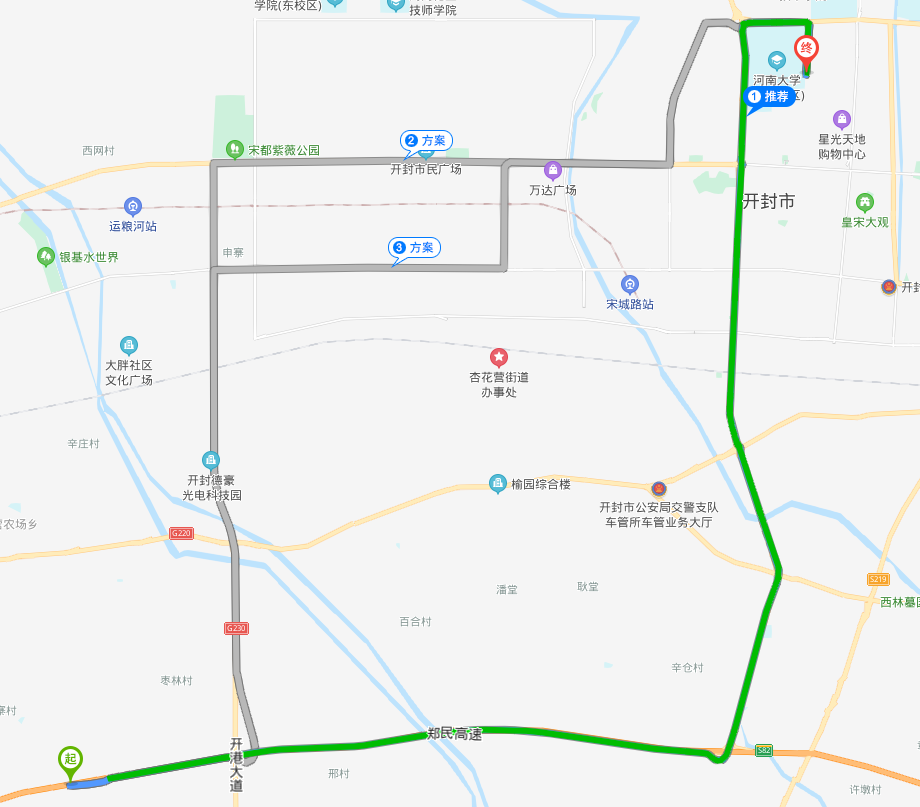 学院(东校区)
技师学院
终
河南大学
区)
1 推荐
星光天地
购物中心
西网村
宋都紫薇公园
2 方案
开封市民广场
万达广场
开封市
皇宋大观
运粮河站
申寨
3 方案
银基水世界
宋城路站
开封
大胖社区
文化广场
杏花营街道
办事处
辛庄村
开封德豪
光电科技园
榆园综合楼
开封市公安局交警支队
车管所车管业务大厅
农场乡
G220
潘堂
耿堂
S219
西林墓园
G230
百合村
枣林村
辛仓村
寨村
郑民高速
开港大道
起
邢村
S82
许墩村